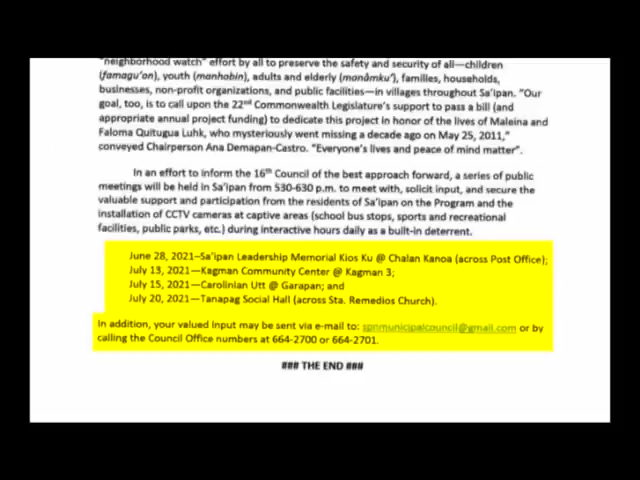 "neighborhood watch" effort by all to preserve the safety and security of all—children
(famagu'on), youth (manhobin), adults and elderly (manåmku'), families, households,
businesses, non-profit organizations, and public facilities—in villages throughout Sa'ipan. "Our
goal, too, is to call upon the 22nd Commonwealth Legislature's support to pass a bill (and
appropriate annual project funding) to dedicate this project in honor of the lives of Maleina and
Faloma Quitugua Luhk, who mysteriously went missing a decade ago on May 25, 2011,"
conveyed Chairperson Ana Demapan-Castro. "Everyone's lives and peace of mind matter".
In an effort to inform the 16th Council of the best approach forward, a series of public
meetings will be held in Sa'ipan from 530-630 p.m. to meet with, solicit input, and secure the
valuable support and participation from the residents of Sa'ipan on the Program and the
installation of CCTV cameras at captive areas (school bus stops, sports and recreational
facilities, public parks, etc.) during interactive hours daily as a built-in deterrent.
June 28, 2021–Sa'ipan Leadership Memorial Kios Ku @ Chalan Kanoa (across Post Office);
July 13, 2021—Kagman Community Center @ Kagman 3;
July 15, 2021—Carolinian Utt @ Garapan; and
July 20, 2021—Tanapag Social Hall (across Sta. Remedios Church).
In addition, your valued input may be sent via e-mail to: spnmunicipalcouncil@gmail.com or by
calling the Council Office numbers at 664-2700 or 664-2701.
### THE END ###